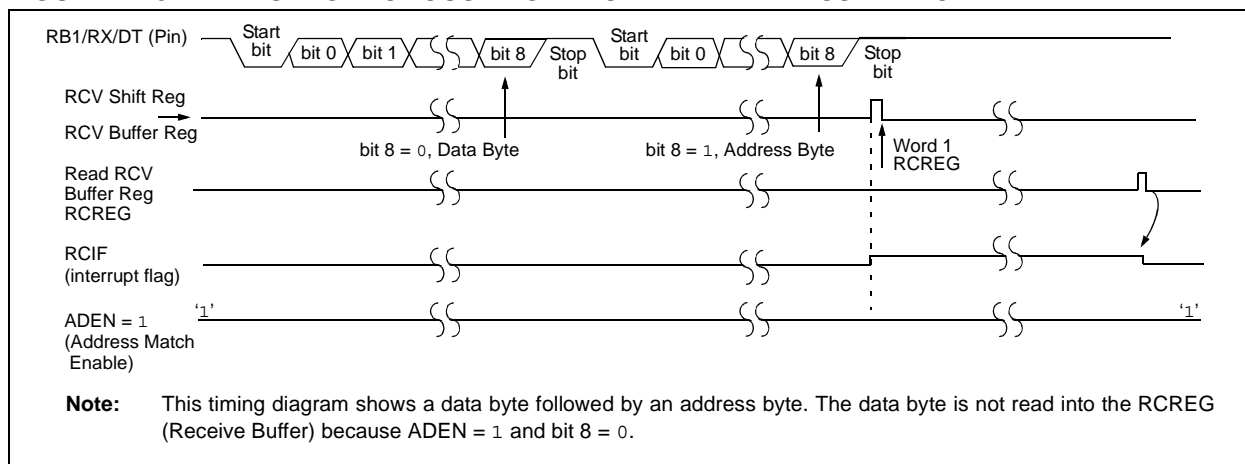 RB1/RX/DT (Pin)
Start
bit
bit 0
bit 1
bit 8
Stop
bit
Start
bit
bit 0
bit 8
Stop
bit
RCV Shift Reg
RCV Buffer Reg
bit 8 = 0, Data Byte
bit 8 = 1, Address Byte
Word 1
RCREG
Read RCV
Buffer Reg
RCREG
RCIF
(interrupt flag)
ADEN = 1
(Address Match
Enable)
‘1’
‘1’
Note: This timing diagram shows a data byte followed by an address byte. The data byte is not read into the RCREG
(Receive Buffer) because ADEN = 1 and bit 8 = 0.